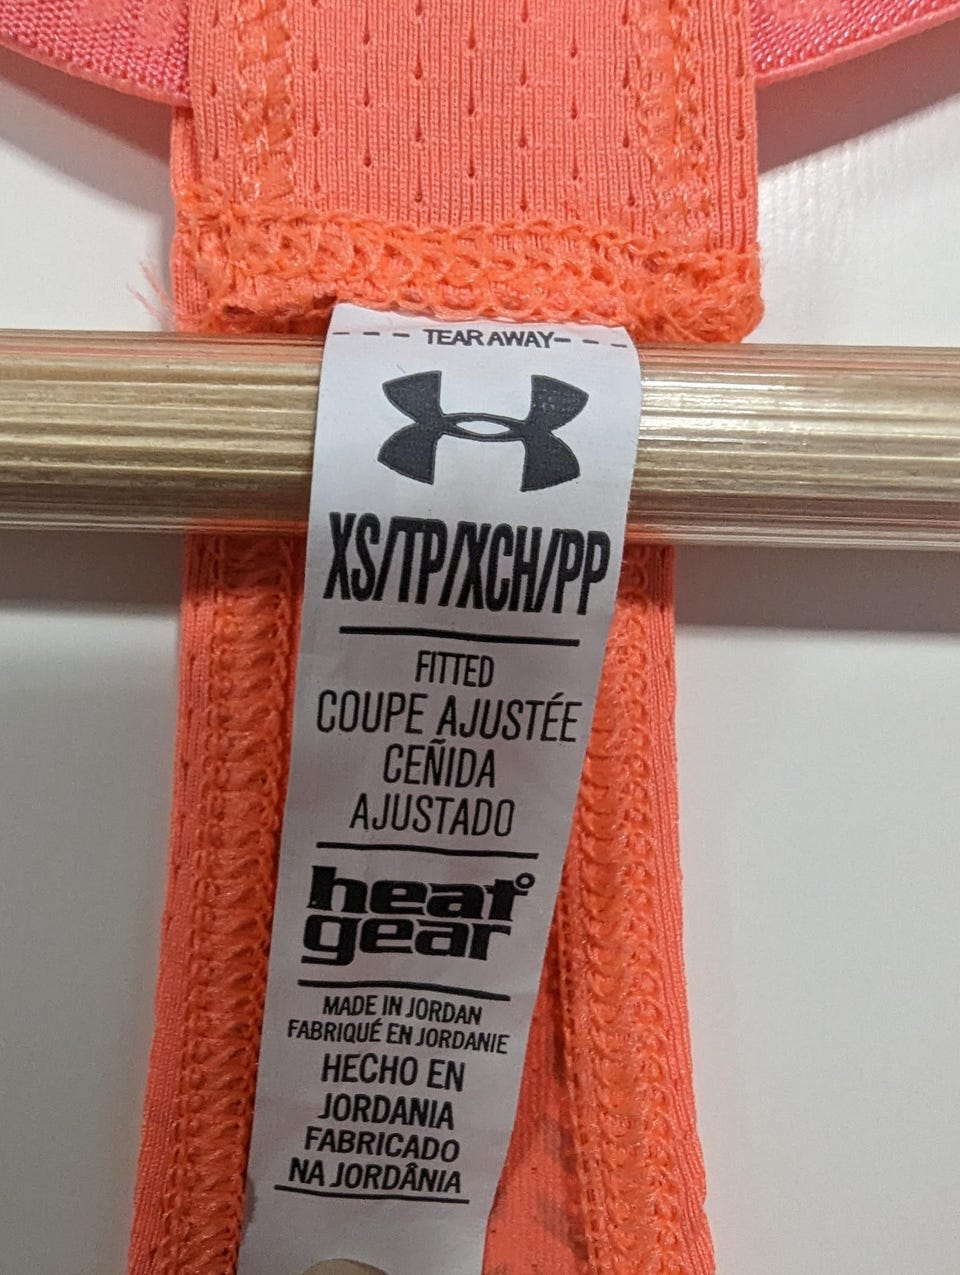 TEAR AWAY
XS/TP/XCH/PP
FITTED
COUPE AJUSTÉE
CEÑIDA
AJUSTADO
heat°
gear
MADE IN JORDAN
FABRIQUÉ EN JORDANIE
HECHO EN
JORDANIA
FABRICADO
NA JORDÂNIA